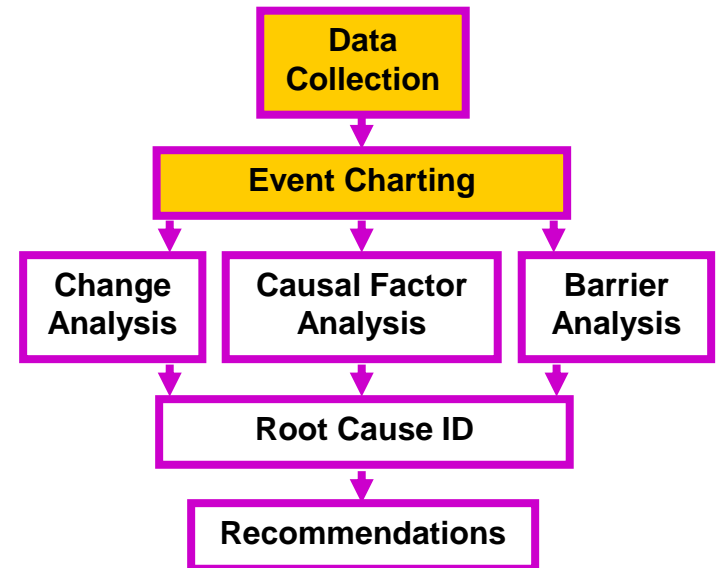 Data
Collection
Event Charting
Change
Analysis
Causal Factor
Analysis
Barrier
Analysis
Root Cause ID
Recommendations